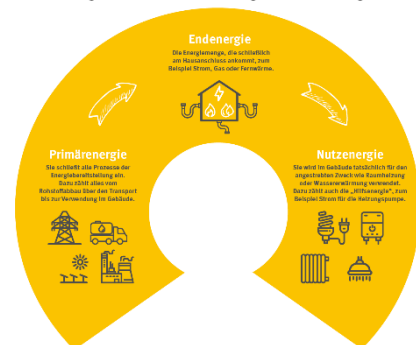 Endenergie
Die Energiemenge, die schließlich
am Hausanschluss ankommt, zum
Beispiel Strom, Gas oder Fernwärme.
Primärenergie
Sie schließt alle Prozesse der
Energiebereitstellung ein.
Dazu zählt alles vom
Rohstoffabbau über den Transport
bis zur Verwendung im Gebäude.
Nutzenergie
Sie wird im Gebäude tatsächlich für den
angestrebten Zweck wie Raumheizung
oder Wassererwärmung verwendet.
Dazu zählt auch die „Hilfsenergie“, zum
Beispiel Strom für die Heizungspumpe.